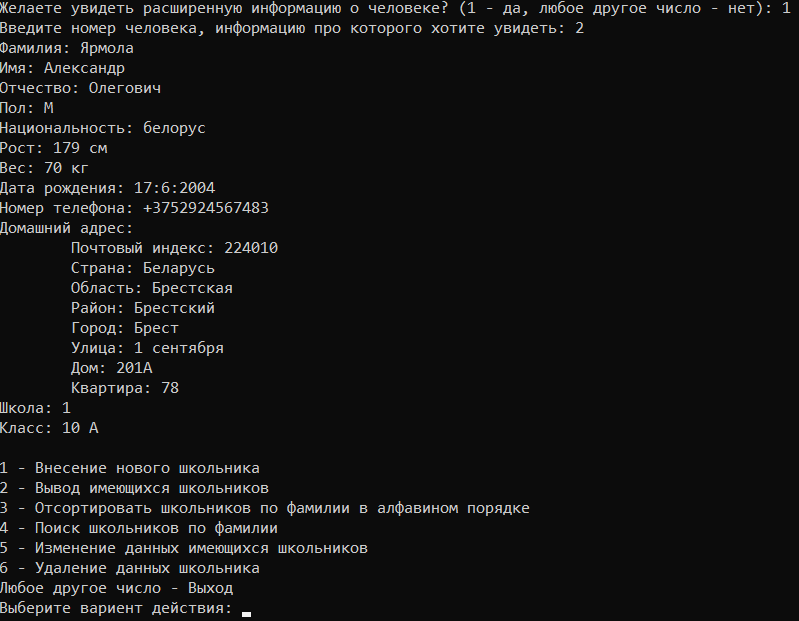 Желаете увидеть расширенную информацию о человеке? (1 - да, любое другое число - нет): 1
Введите номер человека, информацию про которого хотите увидеть: 2
Фамилия: Ярмола
Имя: Александр
Отчество: Олегович
Пол: М
Национальность: белорус
Рост: 179 см
Вес: 70 кг
Дата рождения: 17:6:2004
Номер телефона: +3752924567483
Домашний адрес:
Почтовый индекс: 224010
Страна: Беларусь
Область: Брестская
Район: Брестский
Город: Брест
Улица: 1 сентября
Дом: 201А
Квартира: 78
Школа: 1
Класс: 10 А
1 - Внесение нового школьника
2 - Вывод имеющихся школьников
3 - Отсортировать школьников по фамилии в алфавином порядке
4 - Поиск школьников по фамилии
5 - Изменение данных имеющихся школьников
6 - Удаление данных школьника
Любое другое число - Выход
Выберите вариент действия: